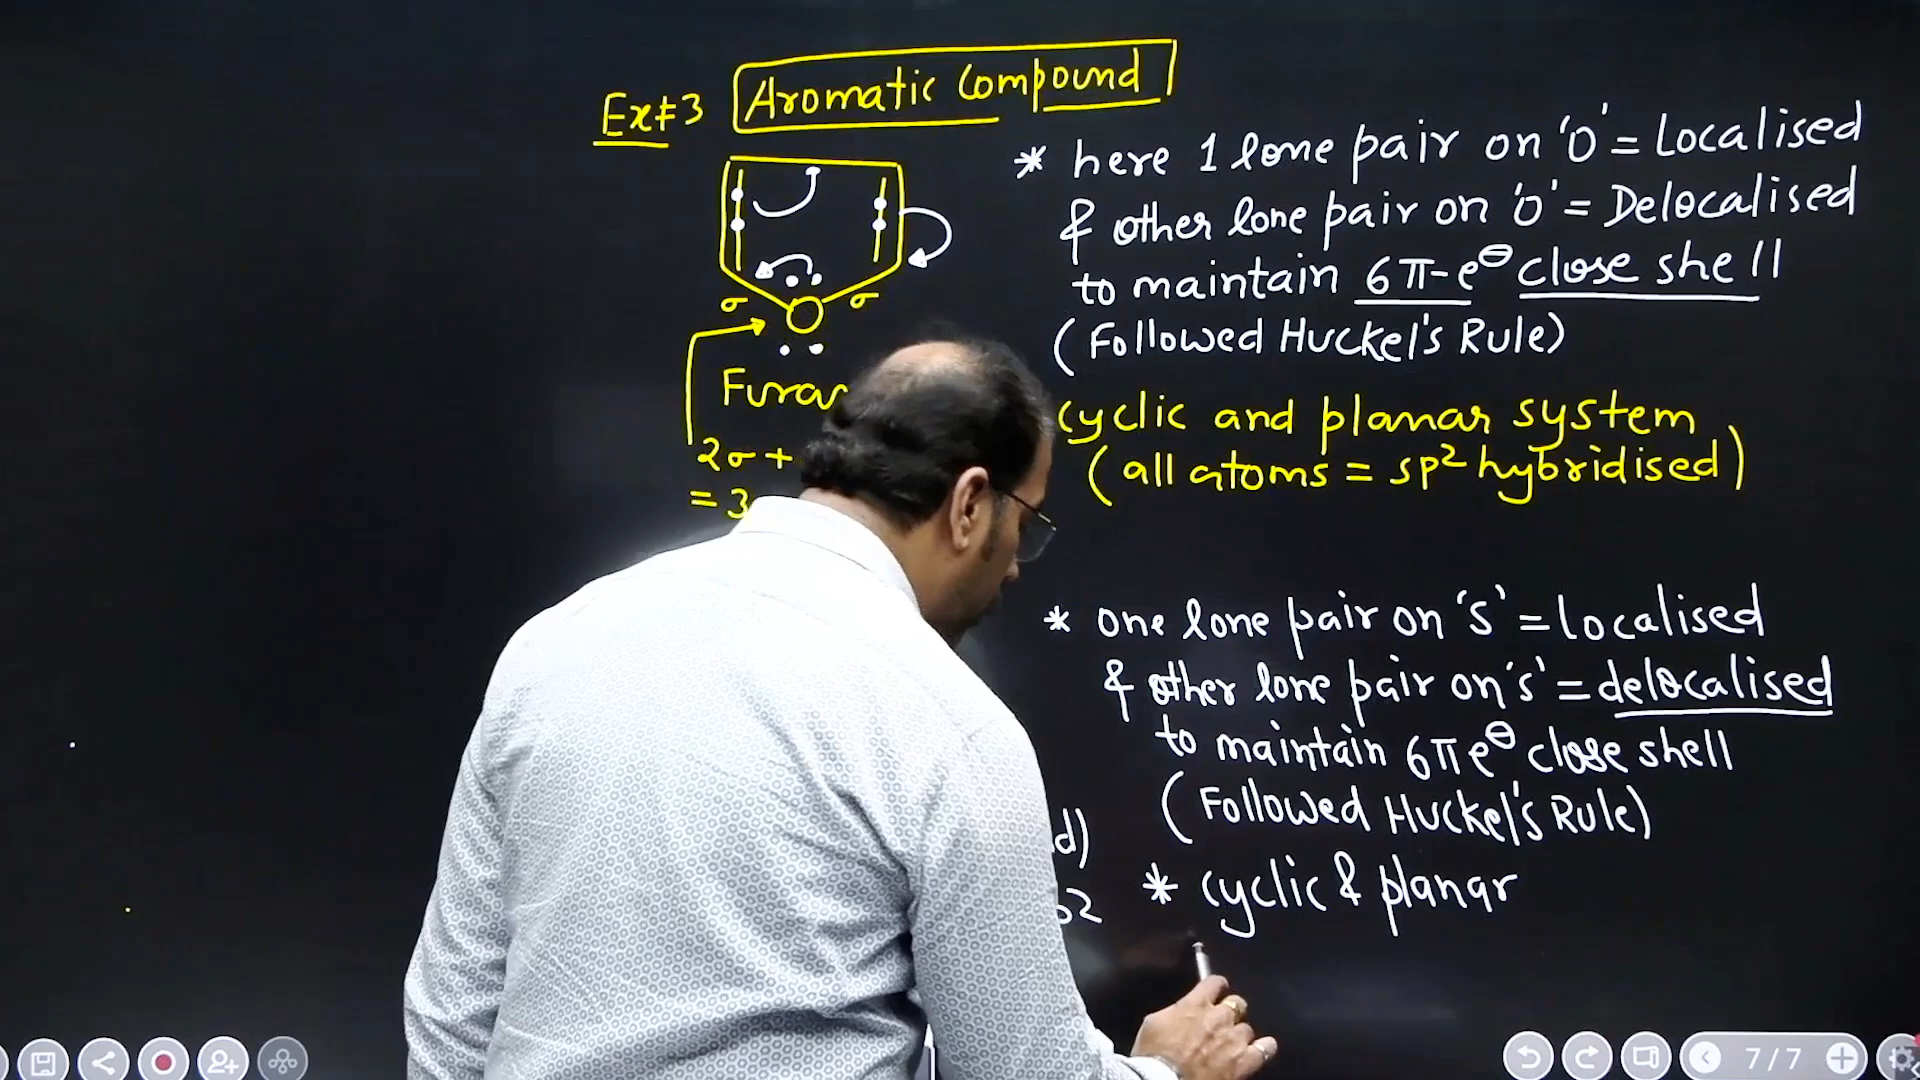 Ex≠3 Aromatic Compound
* here 1 lone pair on 'O' = Localised
& other lone pair on 'O' = Delocalised
to maintain 6π-e⊖ close shell
(Followed Huckel's Rule)
σ σ
Furan
2σ +
= 3
cyclic and planar system
(all atoms = sp² hybridised)
* one lone pair on 's' = localised
& other lone pair on 's' = delocalised
to maintain 6πe⊖ close shell
(Followed Huckel's Rule)
d)
* cyclic & planar
7/7